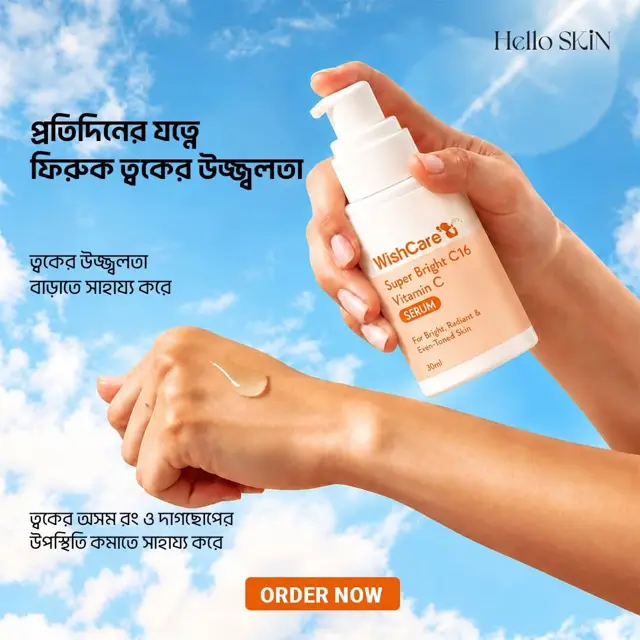 Hello SKiN
প্রতিদিনের যত্নে
ফিরুক ত্বকের উজ্জ্বলতা
ত্বকের উজ্জ্বলতা
বাড়াতে সাহায্য করে
WishCare
Super Bright C16
Vitamin C
SERUM
For Bright, Radiant &
Even-Toned Skin
30ml
ত্বকের অসম রং ও দাগছোপের
উপস্থিতি কমাতে সাহায্য করে
ORDER NOW